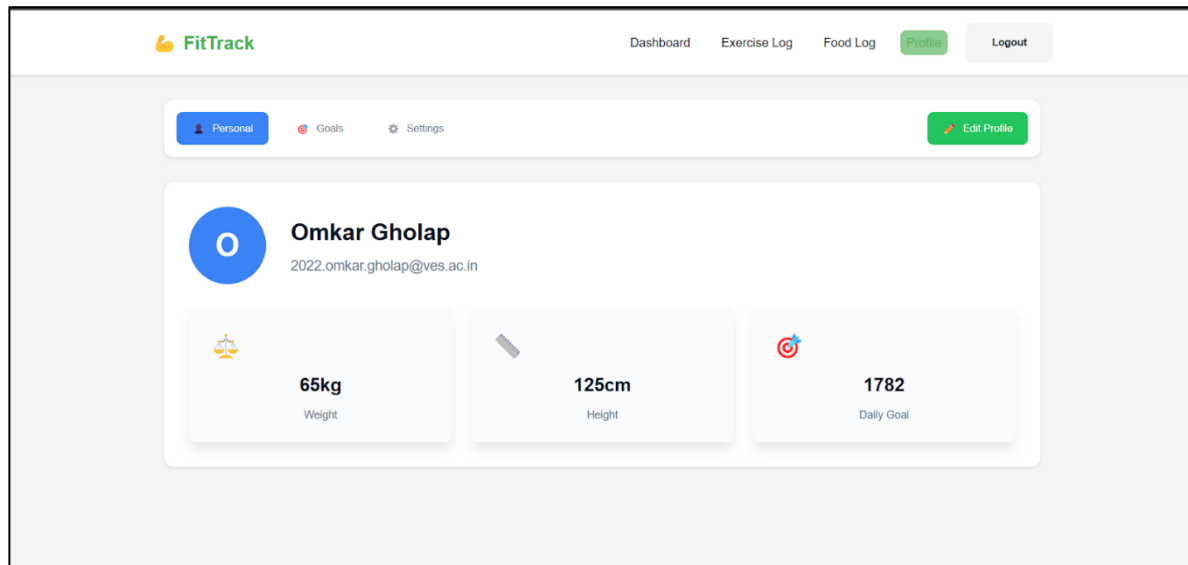 FitTrack
Dashboard Exercise Log Food Log Profile Logout
Personal Goals Settings Edit Profile
O
Omkar Gholap
2022.omkar.gholap@ves.ac.in
65kg 125cm 1782
Weight Height Daily Goal